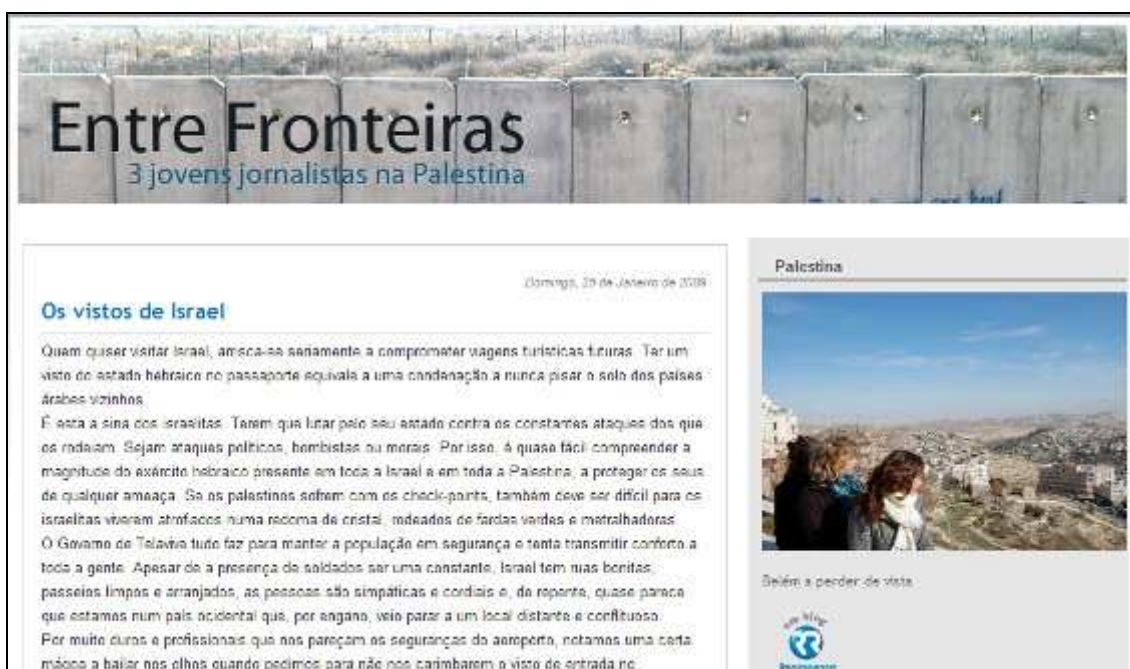 Entre Fronteiras
3 jovens jornalistas na Palestina
Domingo, 25 de Janeiro de 2009
Os vistos de Israel
Quem quiser visitar Israel, arrisca-se seriamente a comprometer viagens turísticas futuras. Ter um
visto do estado hebraico no passaporte equivale a uma condenação a nunca pisar o solo dos países
árabes vizinhos.
É esta a sina dos israelitas. Terem que lutar pelo seu estado contra os constantes ataques dos que
os rodeiam. Sejam ataques políticos, bombistas ou morais. Por isso, é quase fácil compreender a
magnitude do exército hebraico presente em toda a Israel e em toda a Palestina, a proteger os seus
de qualquer ameaça. Se os palestinos sofrem com os check-points, também deve ser difícil para os
israelitas viverem atrofiados numa redoma de cristal, rodeados de fardas verdes e metralhadoras.
O Governo de Telavive tudo faz para manter a população em segurança e tenta transmitir conforto a
toda a gente. Apesar de a presença de soldados ser uma constante, Israel tem ruas bonitas,
passeios limpos e arranjados, as pessoas são simpáticas e cordiais e, de repente, quase parece
que estamos num país ocidental que, por engano, veio parar a um local distante e conflituoso.
Por muito duros e profissionais que nos pareçam os seguranças do aeroporto, notamos uma certa
mágoa a bailar nos olhos quando pedimos para não nos carimbarem o visto de entrada no
Palestina
Belém a perder de vista
um blog